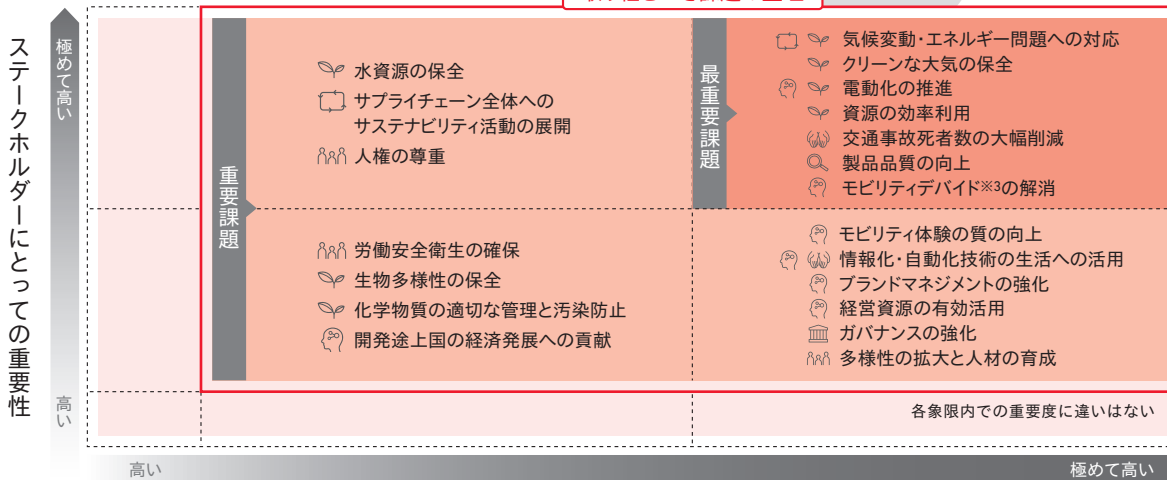 ステークホルダーにとっての重要性
極めて高い
高い
重要課題
水資源の保全
サプライチェーン全体への
サステナビリティ活動の展開
人権の尊重
労働安全衛生の確保
生物多様性の保全
化学物質の適切な管理と汚染防止
開発途上国の経済発展への貢献
最重要課題
気候変動・エネルギー問題への対応
クリーンな大気の保全
電動化の推進
資源の効率利用
交通事故死者数の大幅削減
製品品質の向上
モビリティデバイド※3の解消
モビリティ体験の質の向上
情報化・自動化技術の生活への活用
ブランドマネジメントの強化
経営資源の有効活用
ガバナンスの強化
多様性の拡大と人材の育成
各象限内での重要度に違いはない
高い
極めて高い